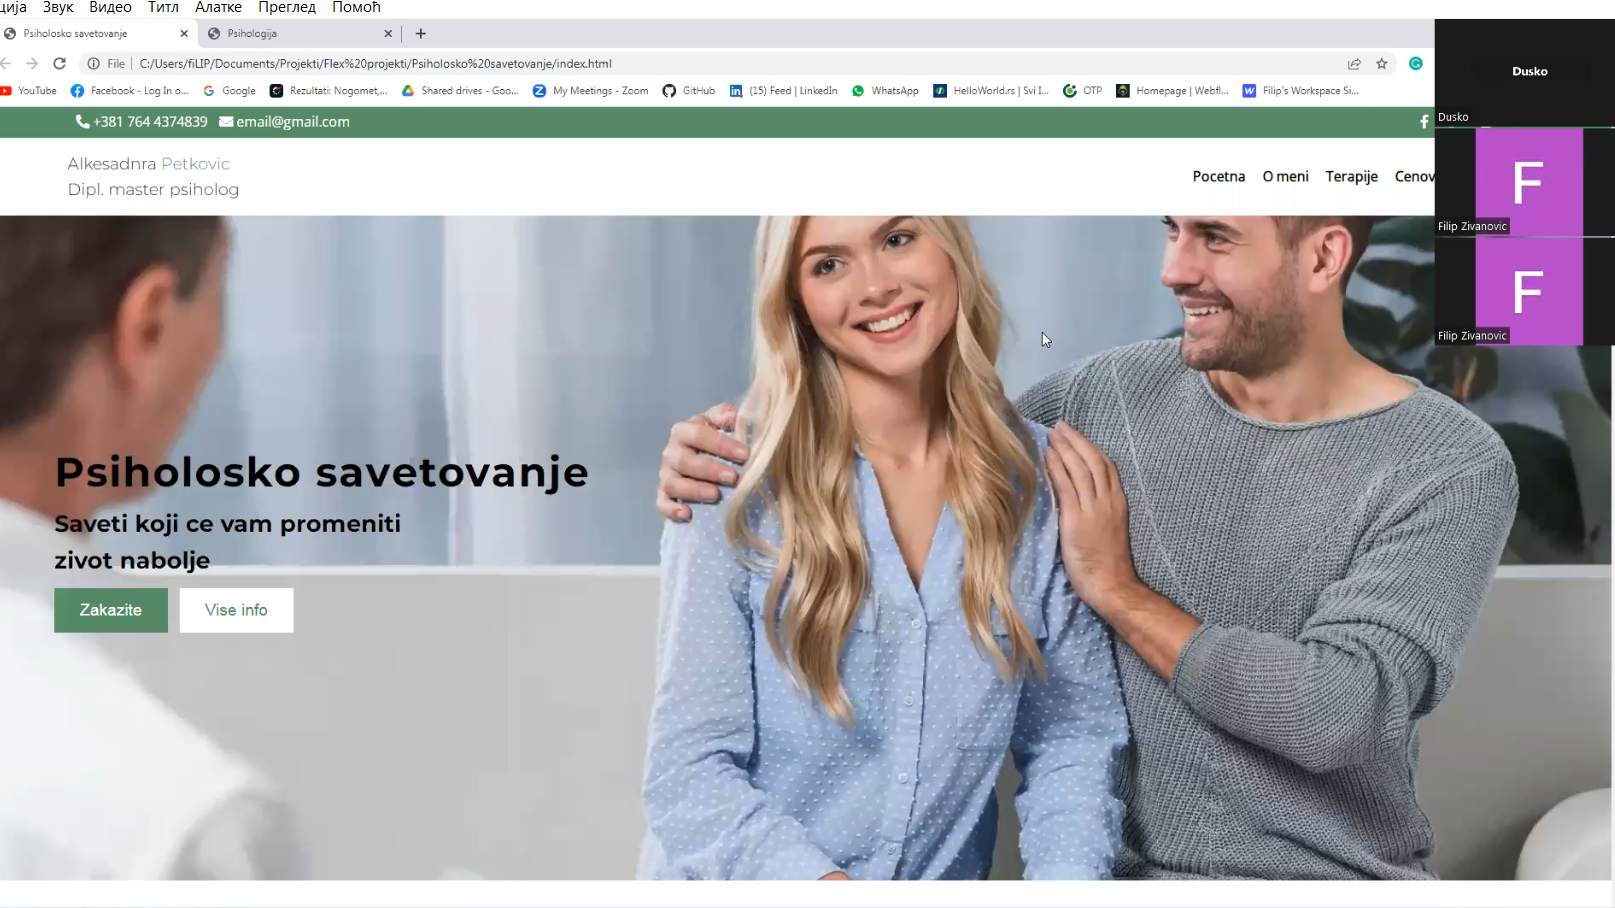 ција Звук Видео Титл Алатке Преглед Помоћ
Psiholosko savetovanje
Psihologija
File
C:/Users/fiLIP/Documents/Projekti/Flex%20projekti/Psiholosko%20savetovanje/index.html
YouTube
Facebook - Log In o...
Google
Rezultati: Nogomet,...
Shared drives - Goo...
My Meetings - Zoom
GitHub
(15) Feed | LinkedIn
WhatsApp
HelloWorld.rs | Svi I...
OTP
Homepage | Webfl...
Filip's Workspace Si...
Dusko
Dusko
+381 764 4374839 email@gmail.com
Alkesadnra Petkovic
Dipl. master psiholog
Pocetna O meni Terapije Cenov
F
Filip Zivanovic
F
Filip Zivanovic
Psiholosko savetovanje
Saveti koji ce vam promeniti
zivot nabolje
Zakazite
Vise info